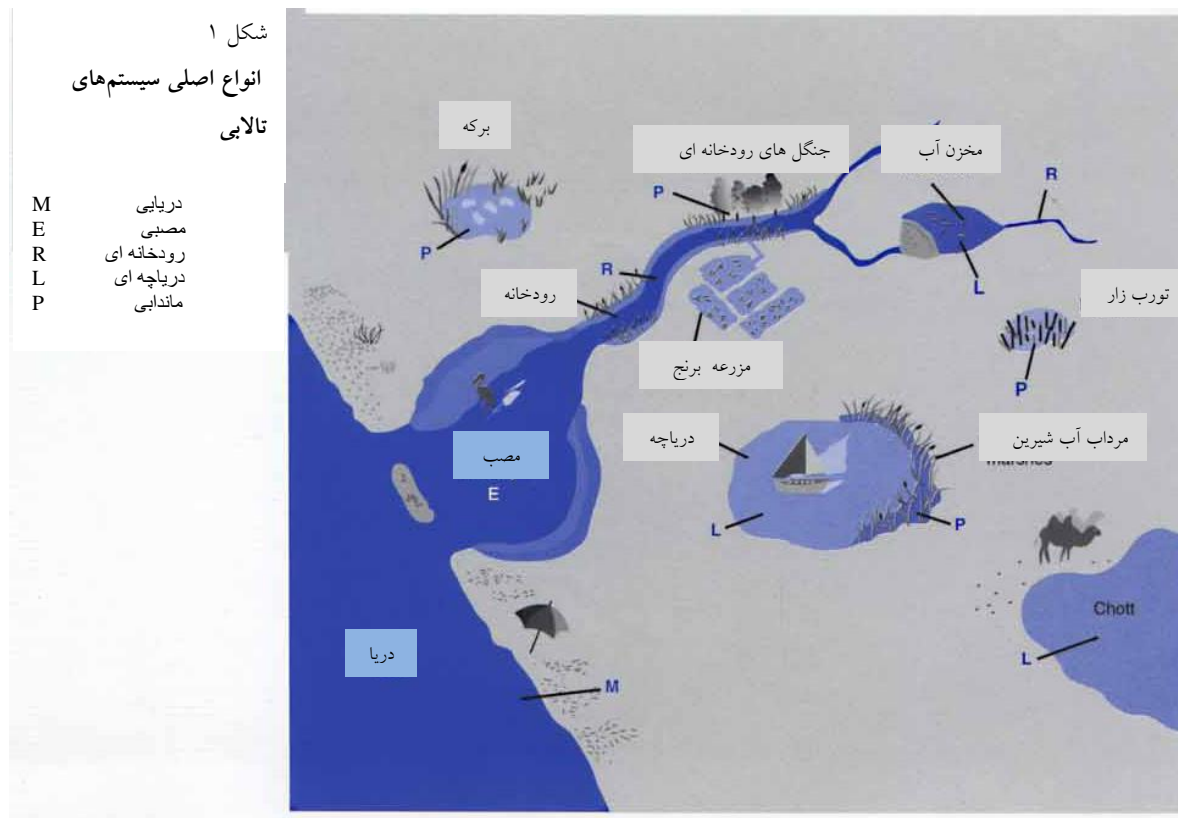 شکل ۱
انواع اصلی سیستم‌های
تالابی
دریایی M
مصبی E
رودخانه ای R
دریاچه ای L
ماندابی P
برکه
جنگل های رودخانه ای
مخزن آب
R
P
P
R
L
تورب زار
رودخانه
مزرعه برنج
P
دریاچه
مرداب آب شیرین
marshes
مصب
E
L
P
Chott
دریا
L
M